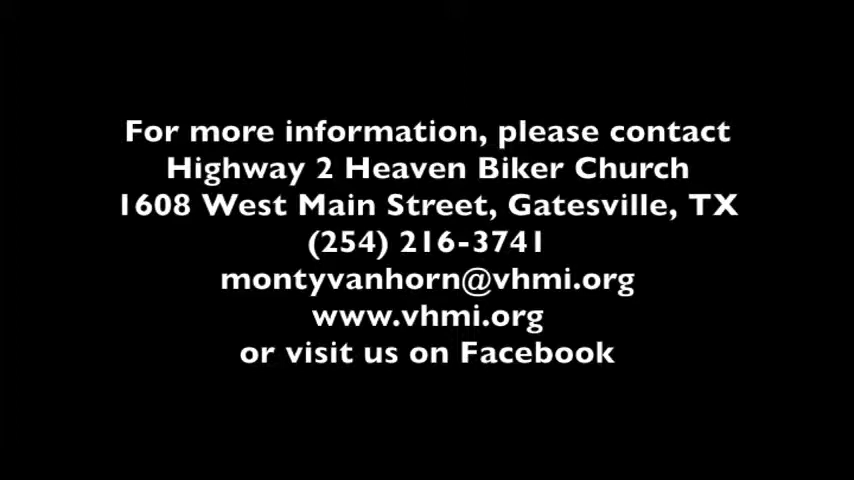 For more information, please contact
Highway 2 Heaven Biker Church
1608 West Main Street, Gatesville, TX
(254) 216-3741
montyvanhorn@vhmi.org
www.vhmi.org
or visit us on Facebook